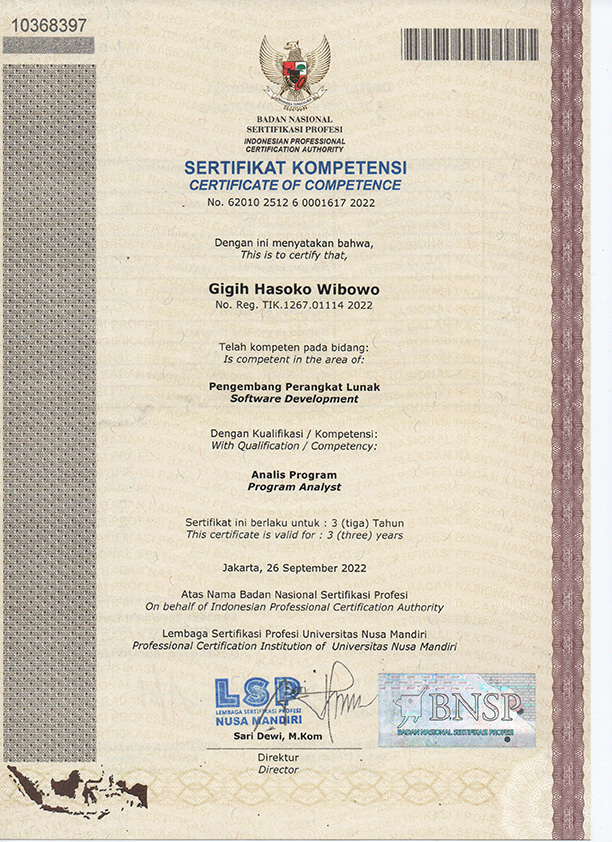 10368397
BADAN NASIONAL
SERTIFIKASI PROFESI
INDONESIAN PROFESSIONAL
CERTIFICATION AUTHORITY
SERTIFIKAT KOMPETENSI
CERTIFICATE OF COMPETENCE
No. 62010 2512 6 0001617 2022
Dengan ini menyatakan bahwa,
This is to certify that,
Gigih Hasoko Wibowo
No. Reg. TIK.1267.01114 2022
Telah kompeten pada bidang:
Is competent in the area of:
Pengembang Perangkat Lunak
Software Development
Dengan Kualifikasi / Kompetensi:
With Qualification / Competency:
Analis Program
Program Analyst
Sertifikat ini berlaku untuk : 3 (tiga) Tahun
This certificate is valid for : 3 (three) years
Jakarta, 26 September 2022
Atas Nama Badan Nasional Sertifikasi Profesi
On behalf of Indonesian Professional Certification Authority
Lembaga Sertifikasi Profesi Universitas Nusa Mandiri
Professional Certification Institution of Universitas Nusa Mandiri
LSP
LEMBAGA SERTIFIKASI PROFESI
NUSA MANDIRI
BNSP
BADAN NASIONAL SERTIFIKASI PROFESI
Sari Dewi, M.Kom
Direktur
Director